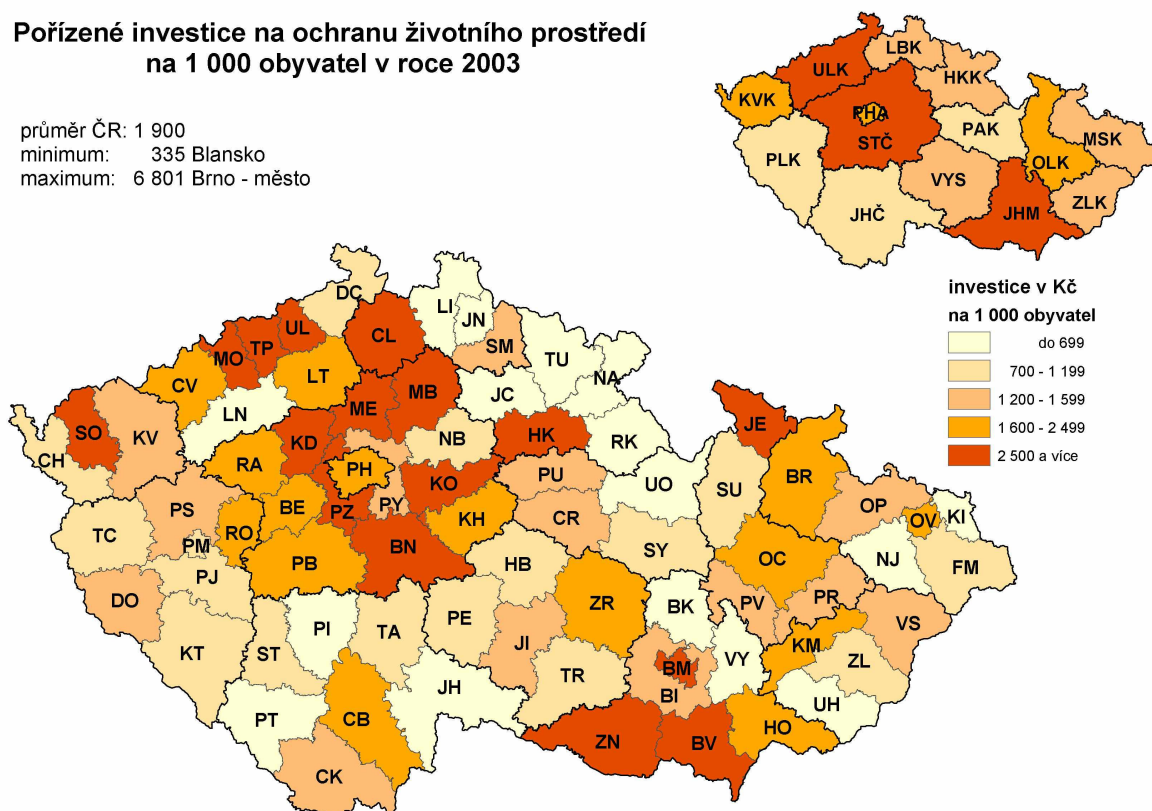 Pořízené investice na ochranu životního prostředí
na 1 000 obyvatel v roce 2003
průměr ČR: 1 900
minimum: 335 Blansko
maximum: 6 801 Brno - město
LBK
ULK
HKK
KVK
PHA
PAK
STČ
MSK
PLK
OLK
VYS
ZLK
JHČ
JHM
investice v Kč
na 1 000 obyvatel
do 699
700 - 1 199
1 200 - 1 599
1 600 - 2 499
2 500 a více
DC
LI
JN
UL
CL
TP
MO
SM
TU
NA
CV
LT
MB
JC
LN
ME
SO
KV
KD
NB
HK
JE
RK
CH
RA
PH
KO
PU
UO
SU
BR
PS
BE
PY
PZ
KH
CR
OP
OV
KI
TC
RO
PM
BN
SY
OC
NJ
FM
PJ
PB
HB
DO
ZR
BK
PV
PR
VS
PI
TA
PE
KT
ST
JI
KM
VY
ZL
TR
BM
BI
JH
UH
PT
CB
HO
ZN
BV
CK